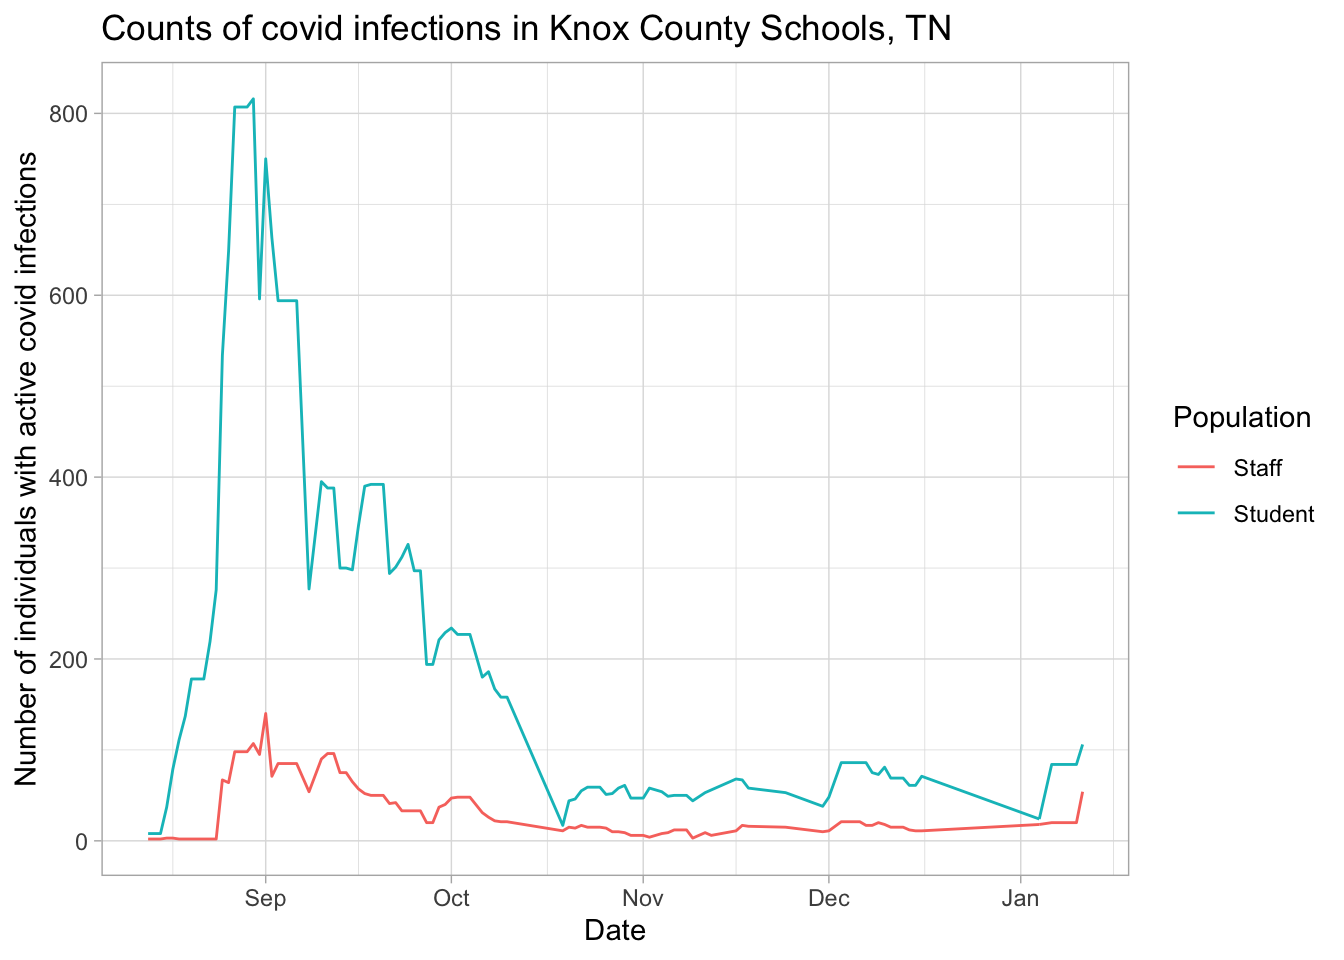 Counts of covid infections in Knox County Schools, TN
Number of individuals with active covid infections
800
600
400
200
0
Sep
Oct
Nov
Dec
Jan
Date
Population
Staff
Student